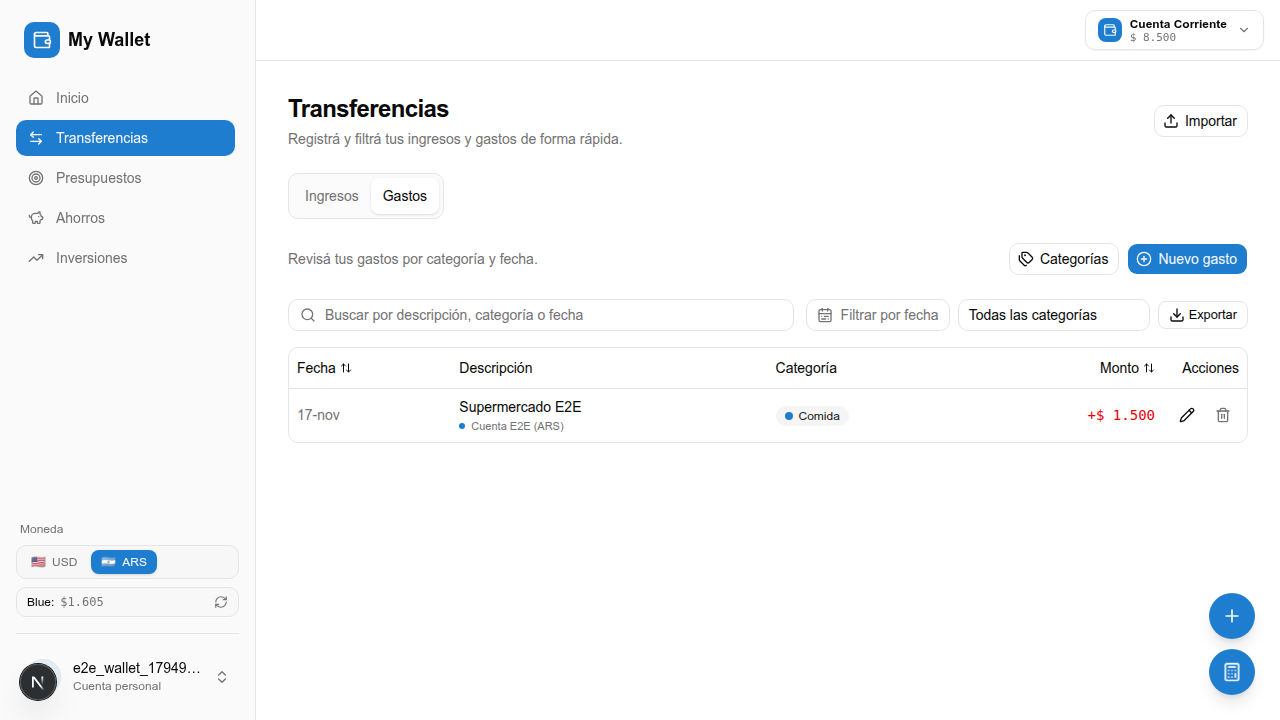 My Wallet
Cuenta Corriente
$ 8.500
Inicio
Transferencias
Presupuestos
Ahorros
Inversiones
Transferencias
Registrá y filtrá tus ingresos y gastos de forma rápida.
Importar
Ingresos Gastos
Revisá tus gastos por categoría y fecha.
Categorías
Nuevo gasto
Buscar por descripción, categoría o fecha
Filtrar por fecha
Todas las categorías
Exportar
Fecha Descripción Categoría Monto Acciones
17-nov Supermercado E2E Comida +$ 1.500
Cuenta E2E (ARS)
Moneda
🇺🇸 USD 🇦🇷 ARS
Blue: $1.605
N
e2e_wallet_17949...
Cuenta personal